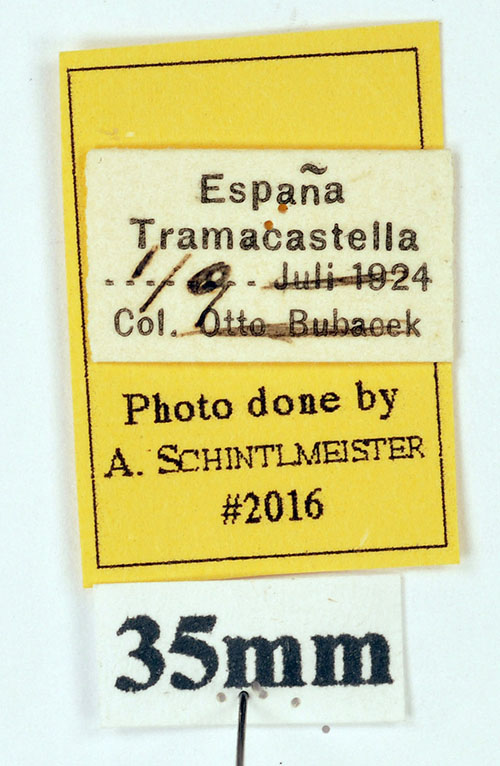 España
Tramacastella
1/9 Juli 1924
Col. Otto Bubacek
Photo done by
A. SCHINTLMEISTER
#2016
35mm